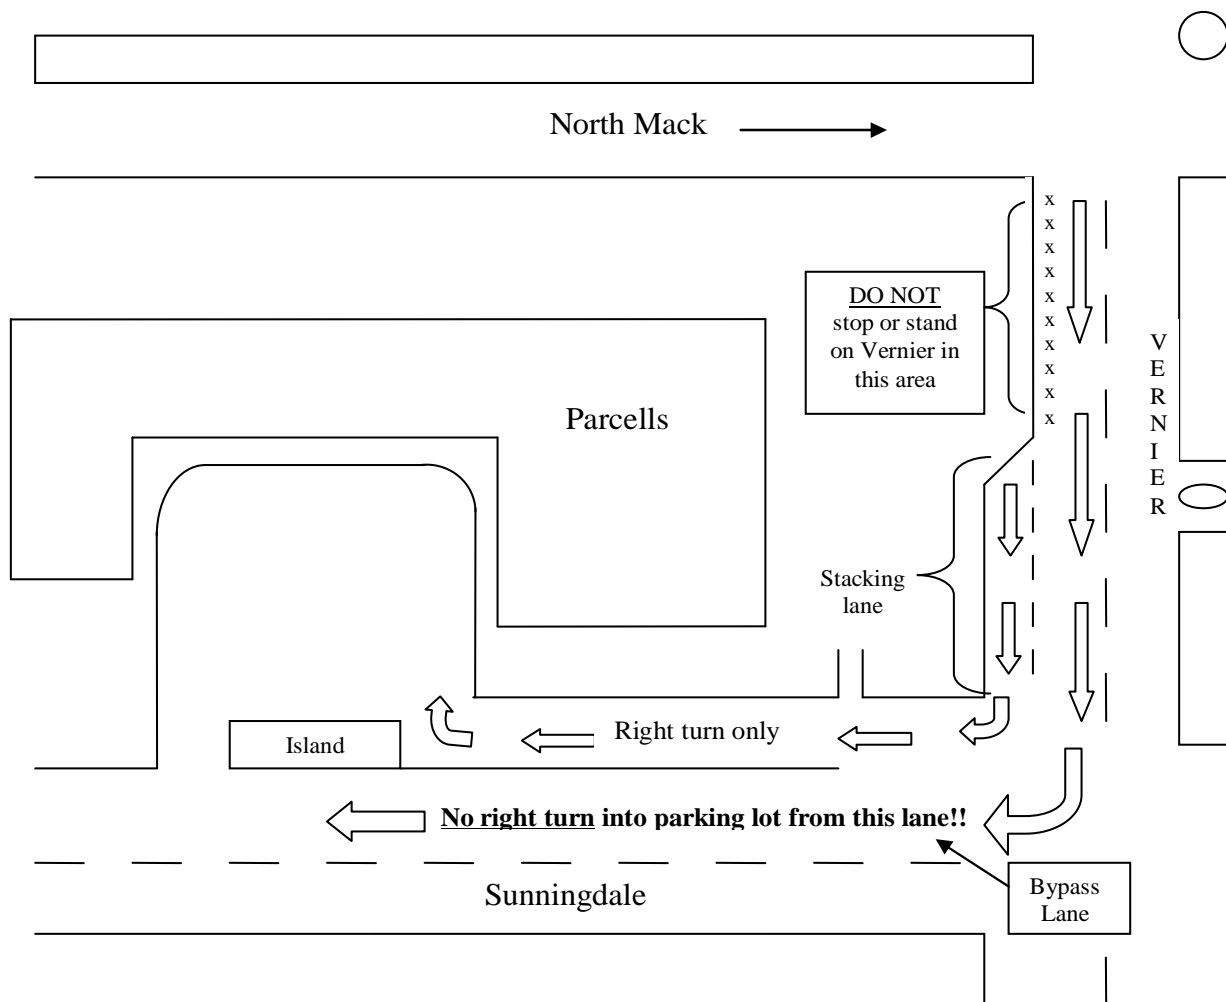 North Mack
x
x
x
x
x
x
x
x
x
x
DO NOT
stop or stand
on Vernier in
this area
V
E
R
N
I
E
R
Parcells
Stacking
lane
Right turn only
Island
No right turn into parking lot from this lane!!
Sunningdale
Bypass
Lane